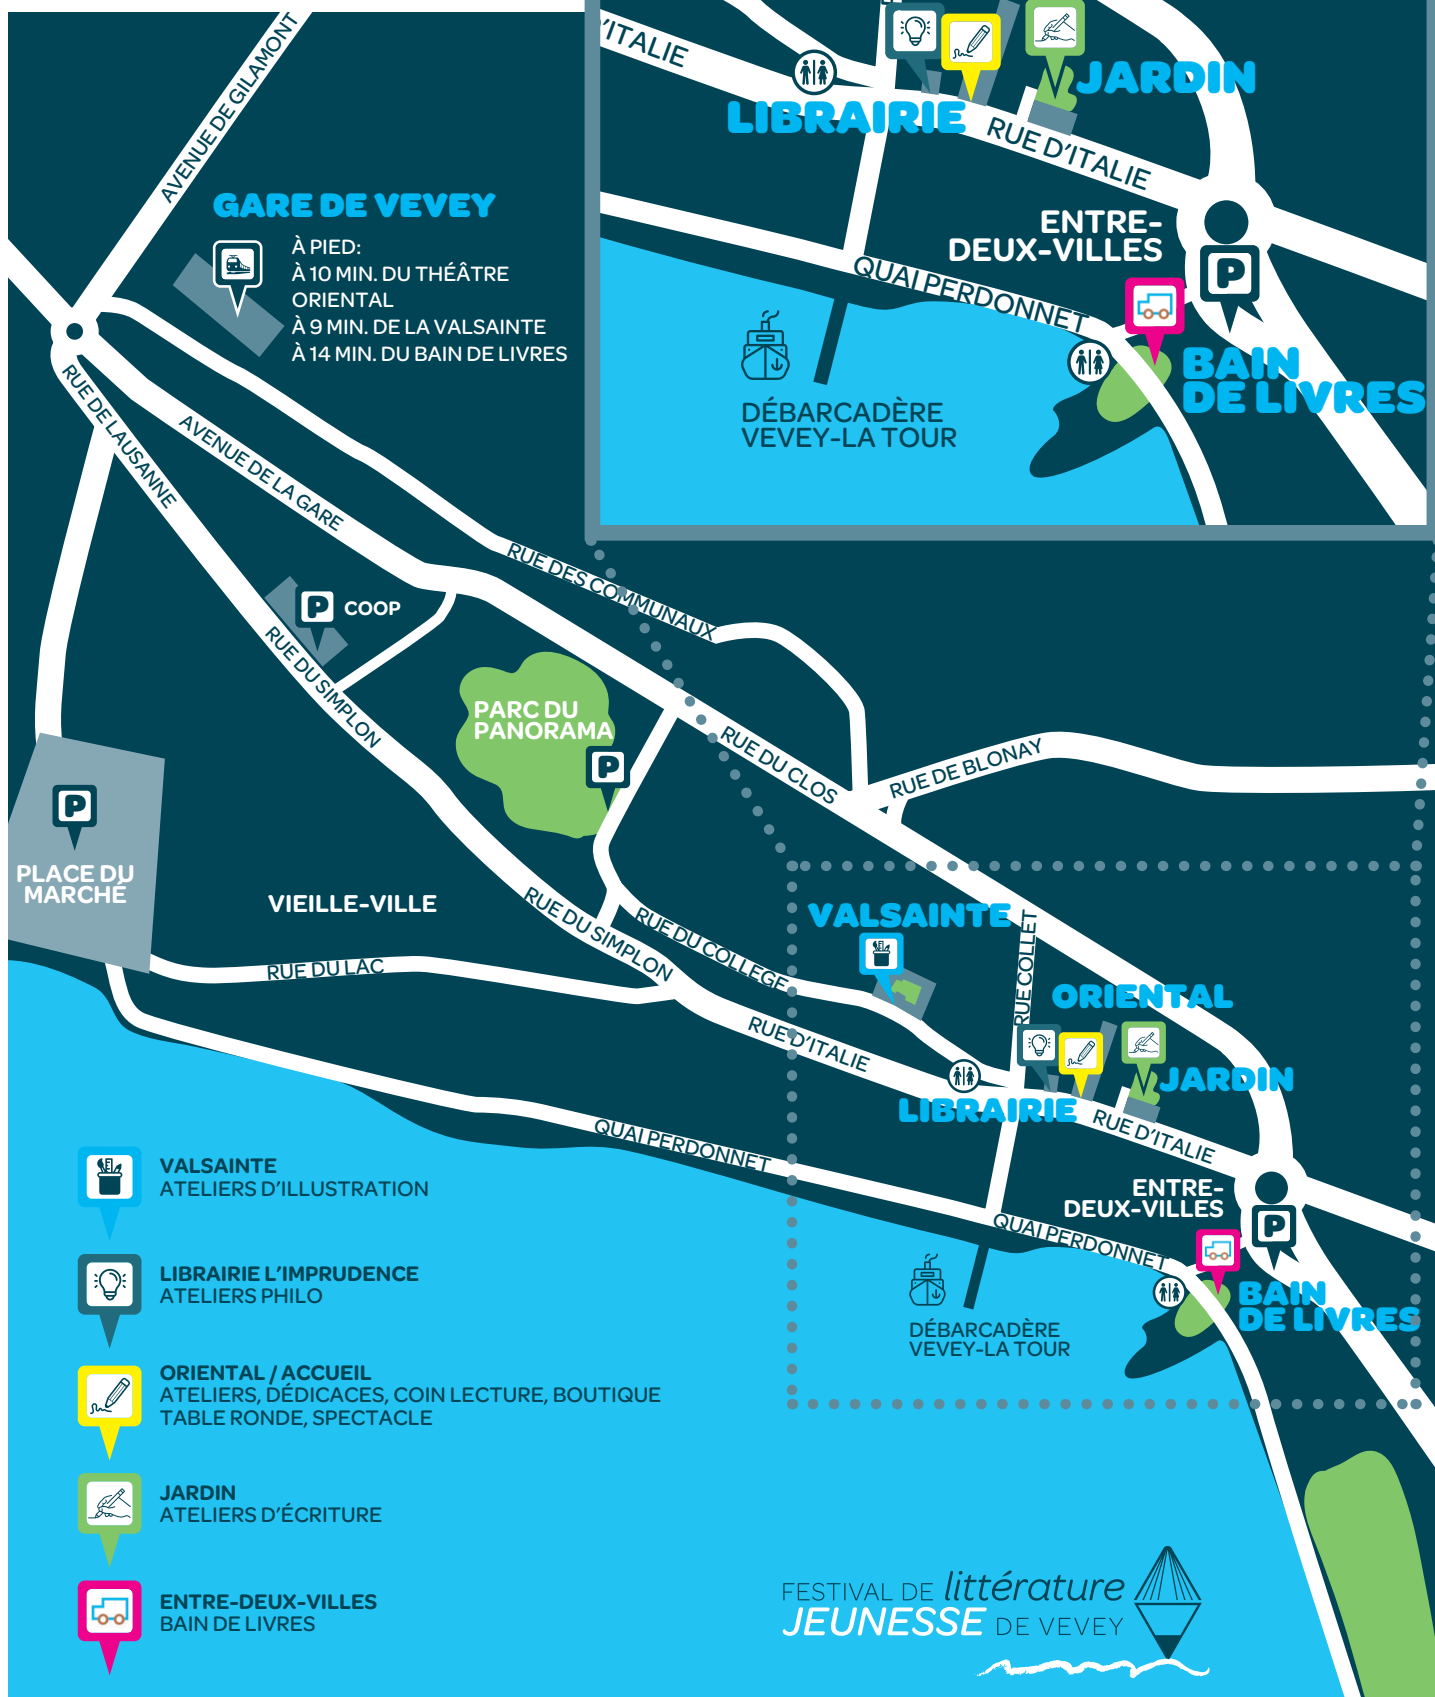 AVENUE DE GILAMONT
GARE DE VEVEY
À PIED:
À 10 MIN. DU THÉÂTRE
ORIENTAL
À 9 MIN. DE LA VALSAINTE
À 14 MIN. DU BAIN DE LIVRES
'ITALIE
LIBRAIRIE
JARDIN
RUE D'ITALIE
ENTRE-
DEUX-VILLES
P
QUAI PERDONNET
BAIN
DE LIVRES
DÉBARCADÈRE
VEVEY-LA TOUR
RUE DE LAUSANNE
AVENUE DE LA GARE
RUE DES COMMUNAUX
P
COOP
RUE DU SIMPLON
PARC DU
PANORAMA
P
RUE DU CLOS
RUE DE BLONAY
P
PLACE DU
MARCHÉ
VIEILLE-VILLE
RUE DU SIMPLON
RUE DU COLLEGE
RUE DU LAC
VALSAINTE
RUE COLLET
ORIENTAL
RUE D'ITALIE
JARDIN
LIBRAIRIE
RUE D'ITALIE
QUAI PERDONNET
ENTRE-
DEUX-VILLES
P
QUAI PERDONNET
BAIN
DE LIVRES
DÉBARCADÈRE
VEVEY-LA TOUR
VALSAINTE
ATELIERS D'ILLUSTRATION
LIBRAIRIE L'IMPRUDENCE
ATELIERS PHILO
ORIENTAL / ACCUEIL
ATELIERS, DÉDICACES, COIN LECTURE, BOUTIQUE
TABLE RONDE, SPECTACLE
JARDIN
ATELIERS D'ÉCRITURE
ENTRE-DEUX-VILLES
BAIN DE LIVRES
FESTIVAL DE littérature
JEUNESSE DE VEVEY